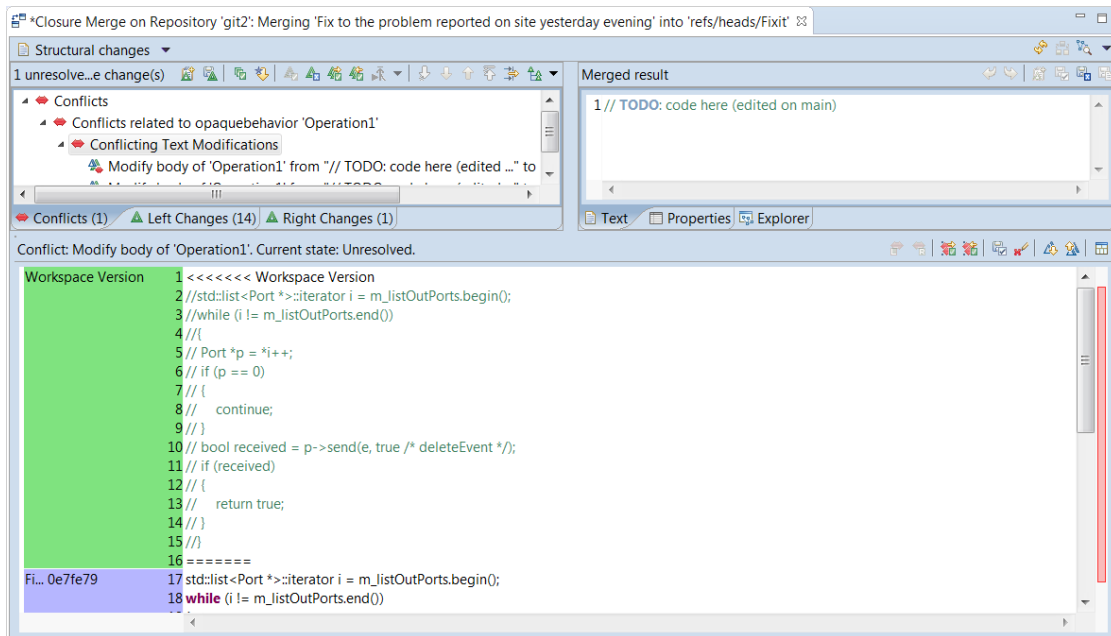 *Closure Merge on Repository 'git2': Merging 'Fix to the problem reported on site yesterday evening' into 'refs/heads/Fixit'
Structural changes
1 unresolve...e change(s)
Merged result
Conflicts
Conflicts related to opaquebehavior 'Operation1'
Conflicting Text Modifications
Modify body of 'Operation1' from "// TODO: code here (edited ..." to
1 // TODO: code here (edited on main)
Conflicts (1) Left Changes (14) Right Changes (1)
Text Properties Explorer
Conflict: Modify body of 'Operation1'. Current state: Unresolved.
Workspace Version 1 <<<<<<< Workspace Version
2 //std::list<Port *>::iterator i = m_listOutPorts.begin();
3 //while (i != m_listOutPorts.end())
4 //{
5 // Port *p = *i++;
6 // if (p == 0)
7 // {
8 // continue;
9 // }
10 // bool received = p->send(e, true /* deleteEvent */);
11 // if (received)
12 // {
13 // return true;
14 // }
15 //}
16 =======
Fi... 0e7fe79 17 std::list<Port *>::iterator i = m_listOutPorts.begin();
18 while (i != m_listOutPorts.end())